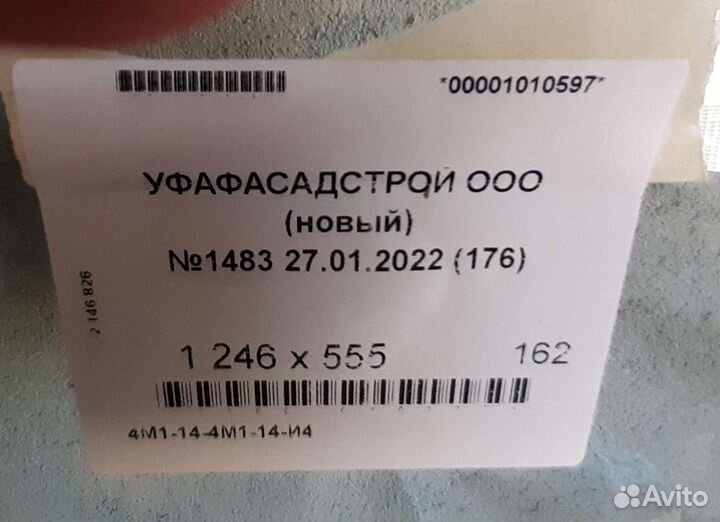 *00001010597*
УФАФАСАДСТРОЙ ООО
(новый)
№1483 27.01.2022 (176)
2 146 826
1 246 x 555 162
4М1-14-4М1-14-И4
Avito